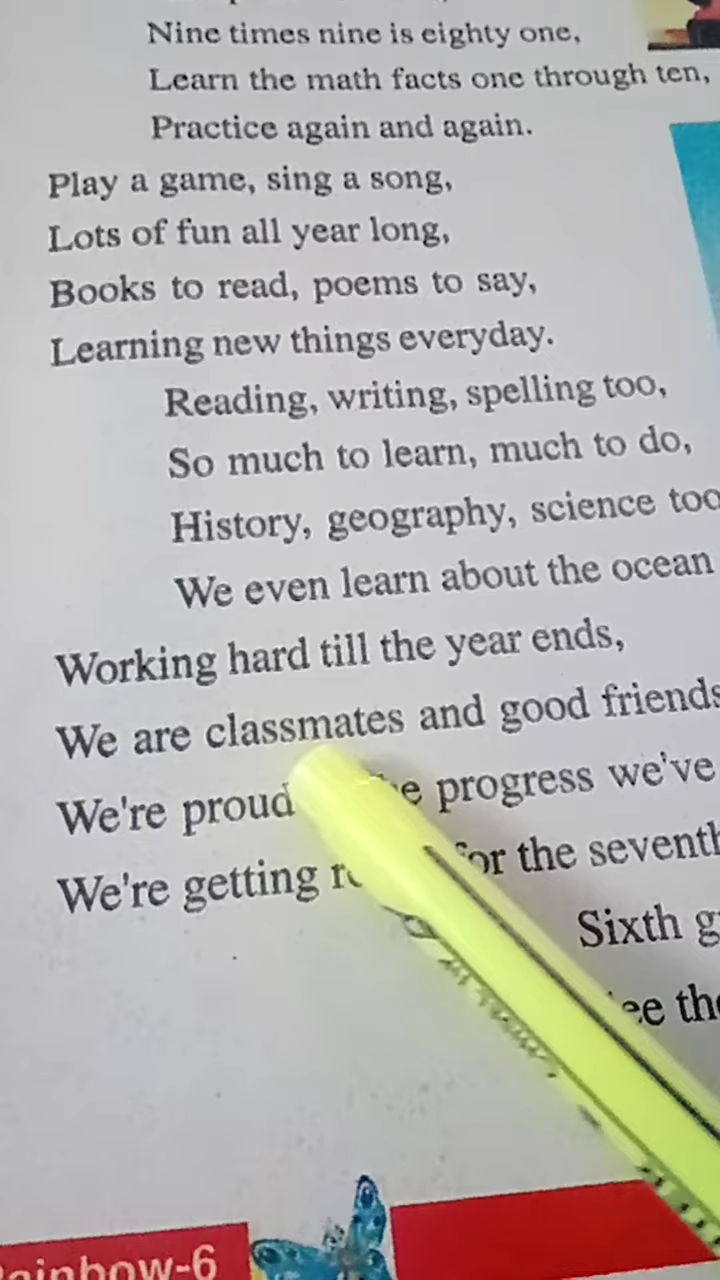 Nine times nine is eighty one,
Learn the math facts one through ten,
Practice again and again.
Play a game, sing a song,
Lots of fun all year long,
Books to read, poems to say,
Learning new things everyday.
Reading, writing, spelling too,
So much to learn, much to do,
History, geography, science too
We even learn about the ocean
Working hard till the year ends,
We are classmates and good friends
We're proud progress we've
We're getting for the seventh
Sixth
the